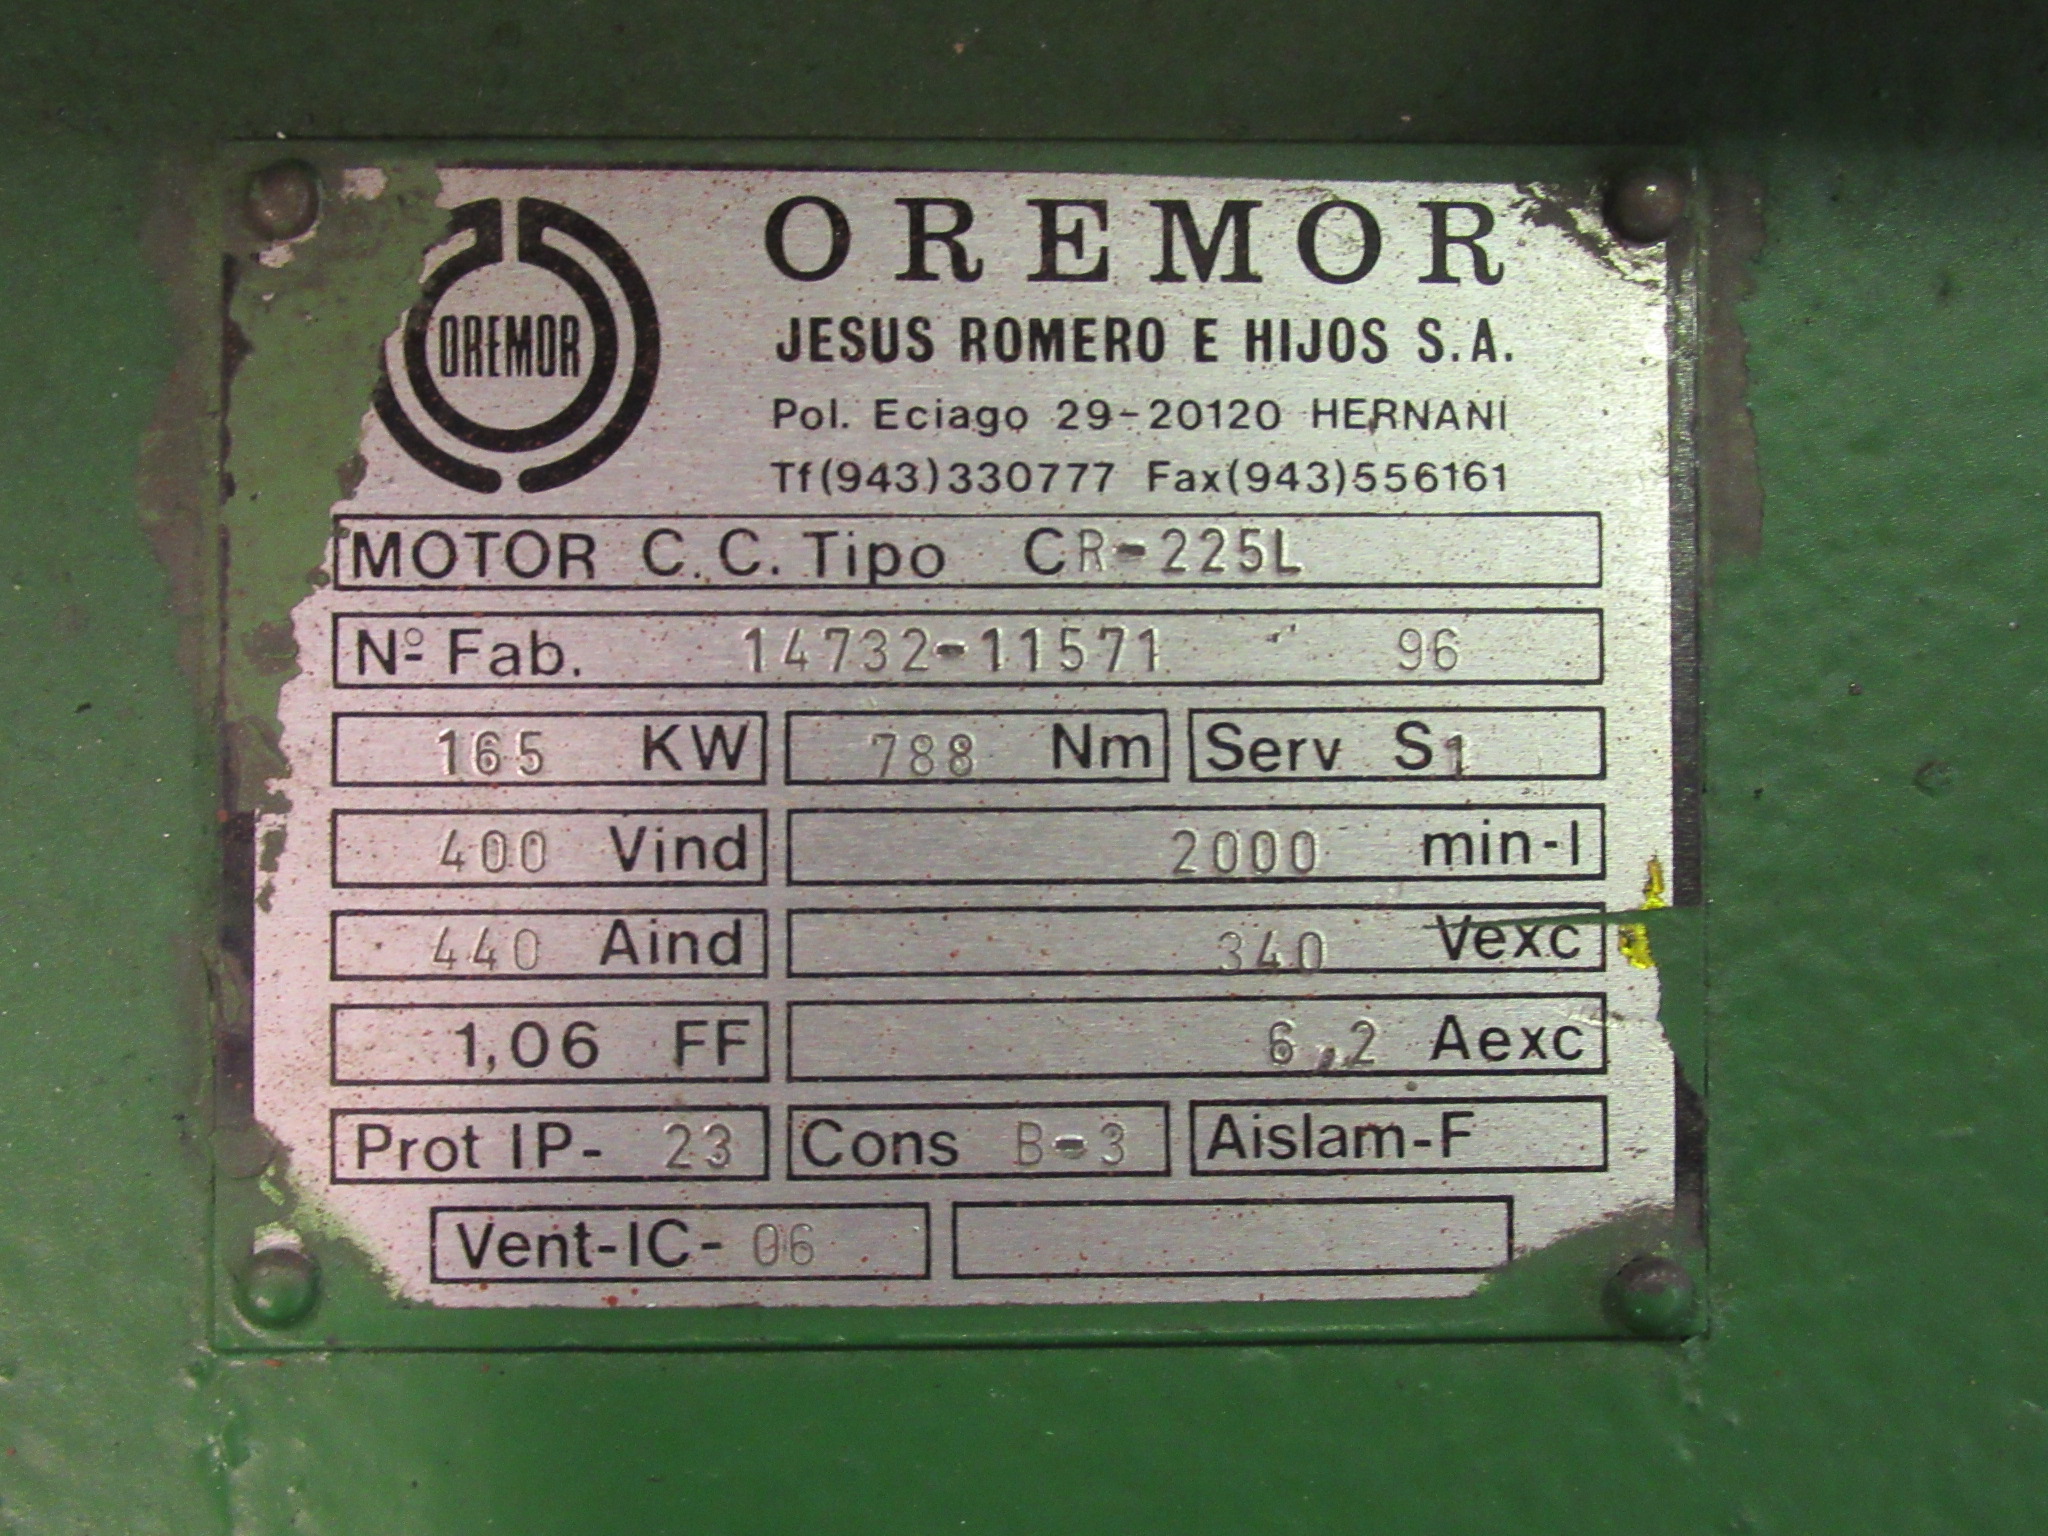 OREMOR
OREMOR
JESUS ROMERO E HIJOS S.A.
Pol. Eciago 29-20120 HERNANI
Tf(943)330777 Fax(943)556161
MOTOR C.C. Tipo CR-225L
Nº Fab. 14732-11571 96
165 KW 788 Nm Serv S1
400 Vind 2000 min-1
440 Aind 340 Vexc
1,06 FF 6,2 Aexc
Prot IP- 23 Cons B-3 Aislam-F
Vent-IC- 06